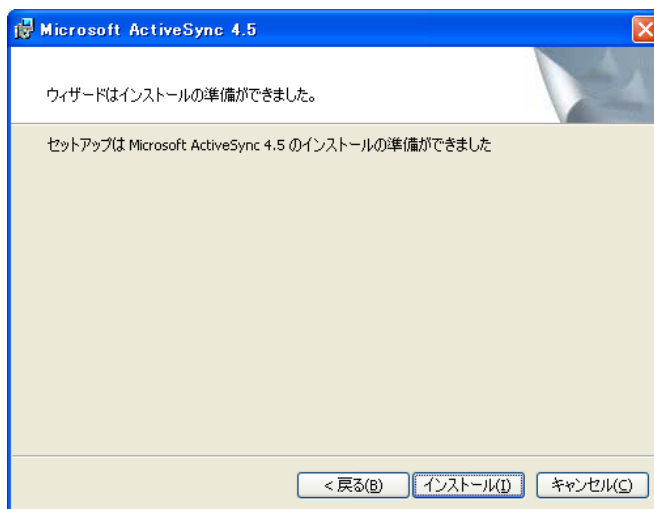 Microsoft ActiveSync 4.5
ウィザードはインストールの準備ができました。
セットアップは Microsoft ActiveSync 4.5 のインストールの準備ができました
< 戻る(B) インストール(I) キャンセル(C)